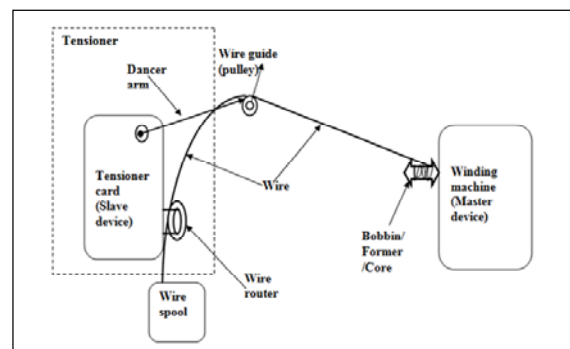 Tensioner
Wire guide
(pulley)
Dancer
arm
Tensioner
card
(Slave
device)
Wire
Winding
machine
(Master
device)
Bobbin/
Former
/Core
Wire
router
Wire
spool